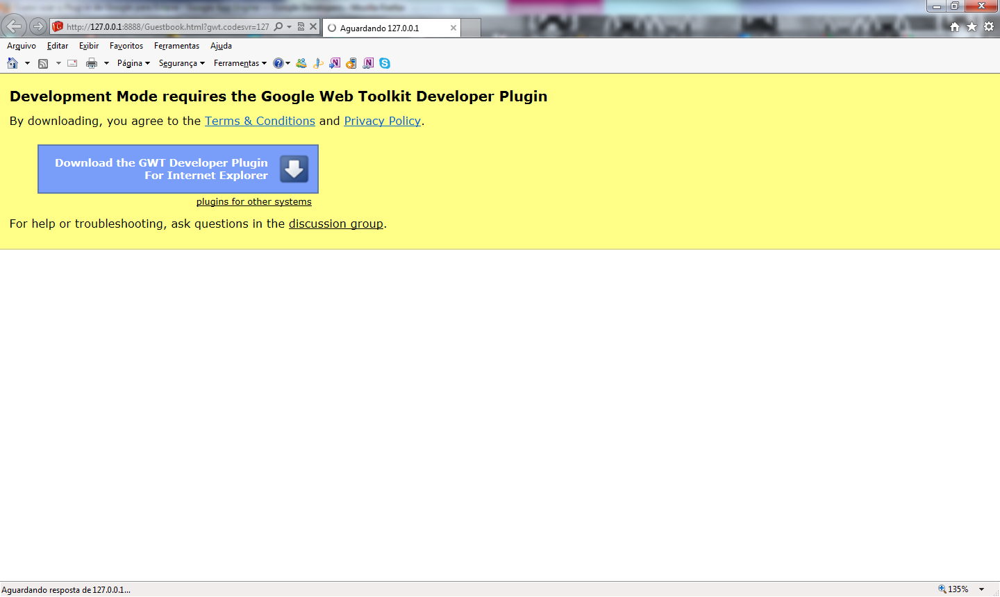 http://127.0.0.1:8888/Guestbook.html?gwt.codesvr=127
Aguardando 127.0.0.1
Arquivo Editar Exibir Favoritos Ferramentas Ajuda
Página Segurança Ferramentas
Development Mode requires the Google Web Toolkit Developer Plugin
By downloading, you agree to the Terms & Conditions and Privacy Policy.
Download the GWT Developer Plugin
For Internet Explorer
plugins for other systems
For help or troubleshooting, ask questions in the discussion group.
Aguardando resposta de 127.0.0.1...
135%